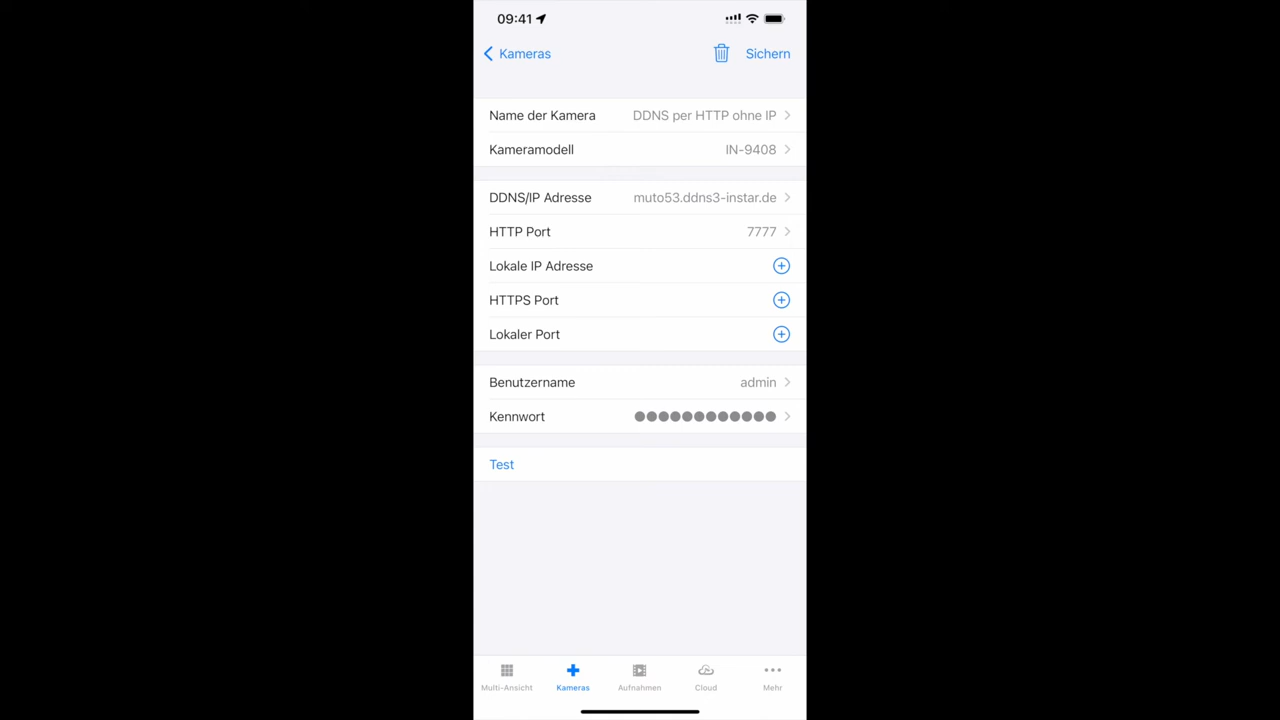 09:41
Kameras
Sichern
Name der Kamera DDNS per HTTP ohne IP
Kameramodell IN-9408
DDNS/IP Adresse muto53.ddns3-instar.de
HTTP Port 7777
Lokale IP Adresse
HTTPS Port
Lokaler Port
Benutzername admin
Kennwort ●●●●●●●●●●●●
Test
Multi-Ansicht Kameras Aufnahmen Cloud Mehr